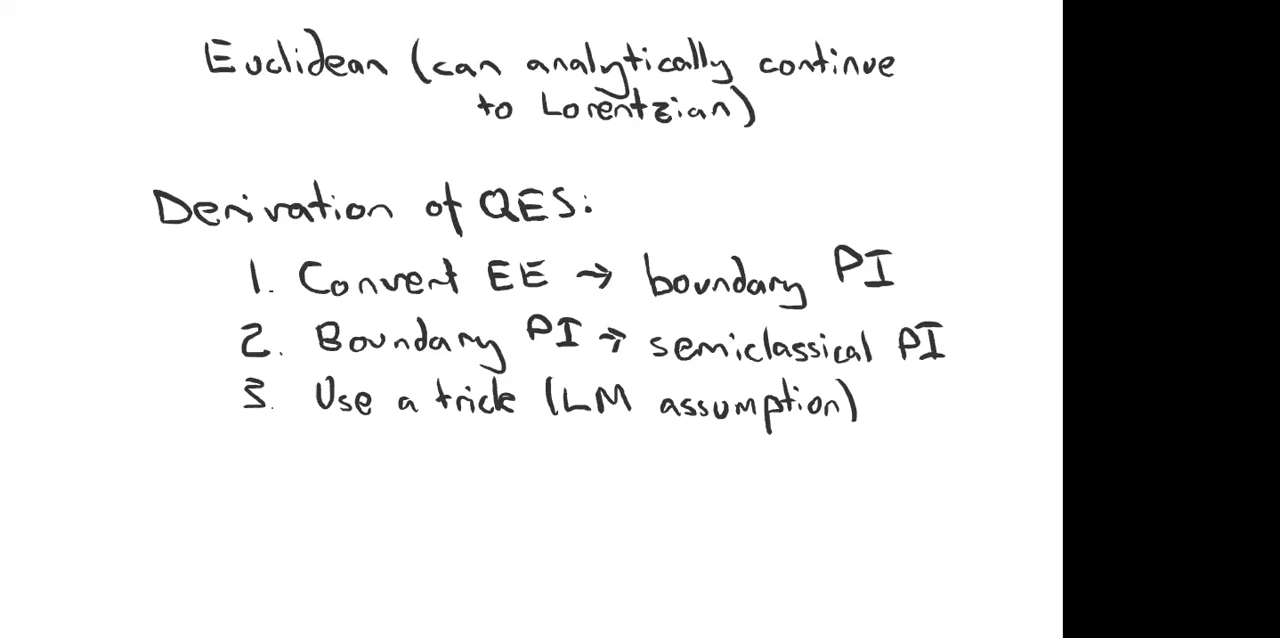 Euclidean (can analytically continue
to Lorentzian)
Derivation of QES:
1. Convert EE → boundary PI
2. Boundary PI → semiclassical PI
3. Use a trick (LM assumption)